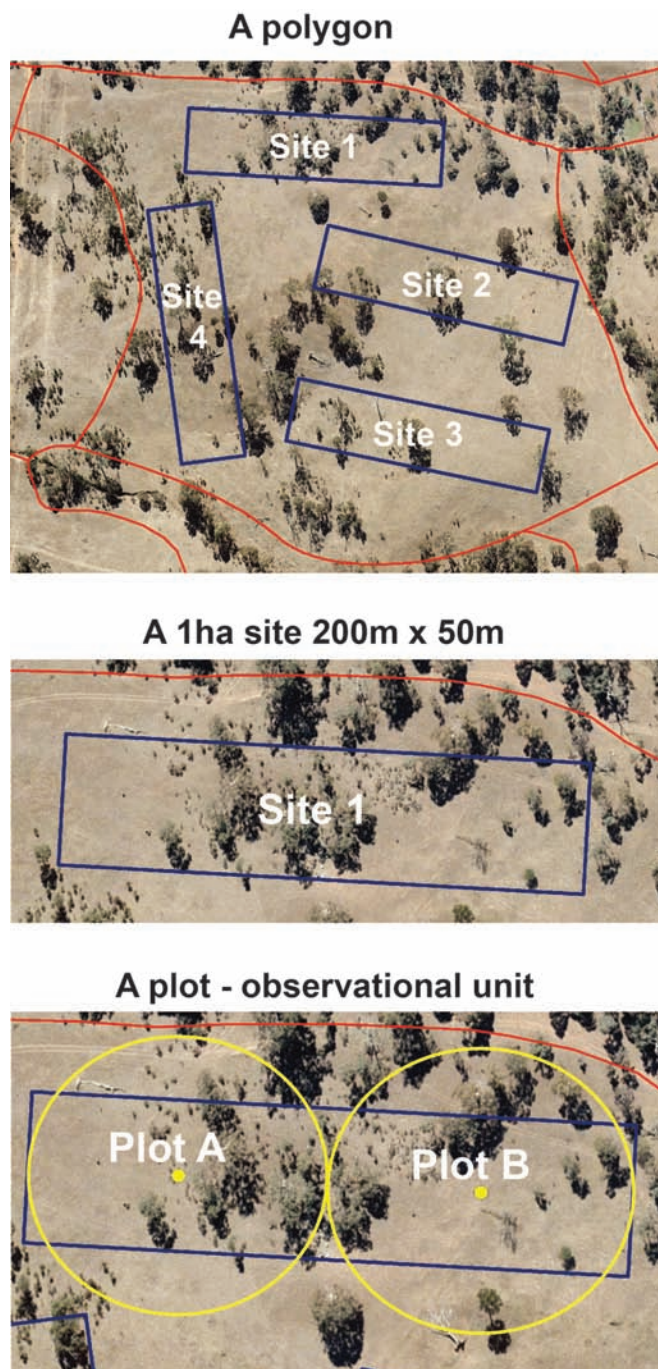 A polygon
Site 1
Site 2
Site
4
Site 3
A 1ha site 200m x 50m
Site 1
A plot - observational unit
Plot A
Plot B